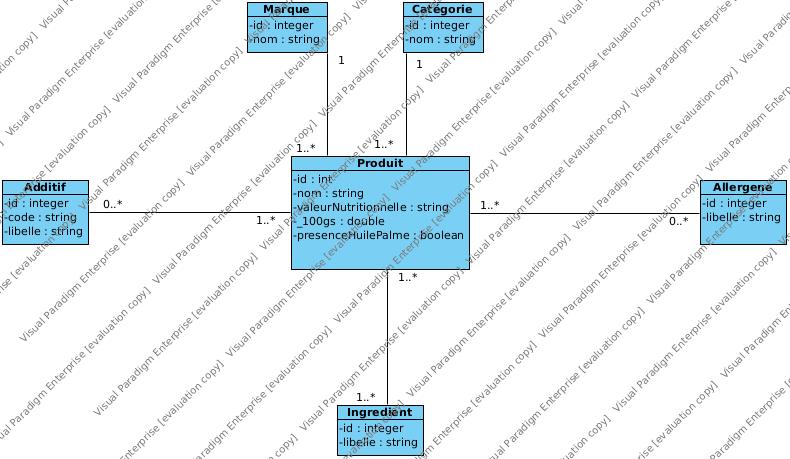 Marque
-id : integer
-nom : string
Catégorie
-id : integer
-nom : string
1
1
1..*
1..*
Produit
-id : int
-nom : string
-valeurNutritionnelle : string
-_100gs : double
-presenceHuilePalme : boolean
Additif
-id : integer
-code : string
-libelle : string
0..*
1..*
1..*
0..*
Allergene
-id : integer
-libelle : string
1..*
1..*
Ingredient
-id : integer
-libelle : string
Visual Paradigm Enterprise [evaluation copy]